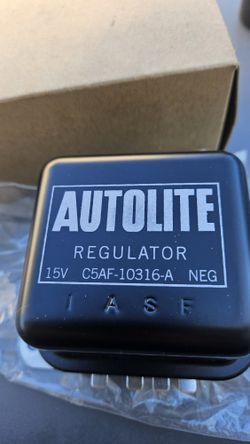 AUTOLITE
REGULATOR
15V C5AF-10316-A NEG
I A S F